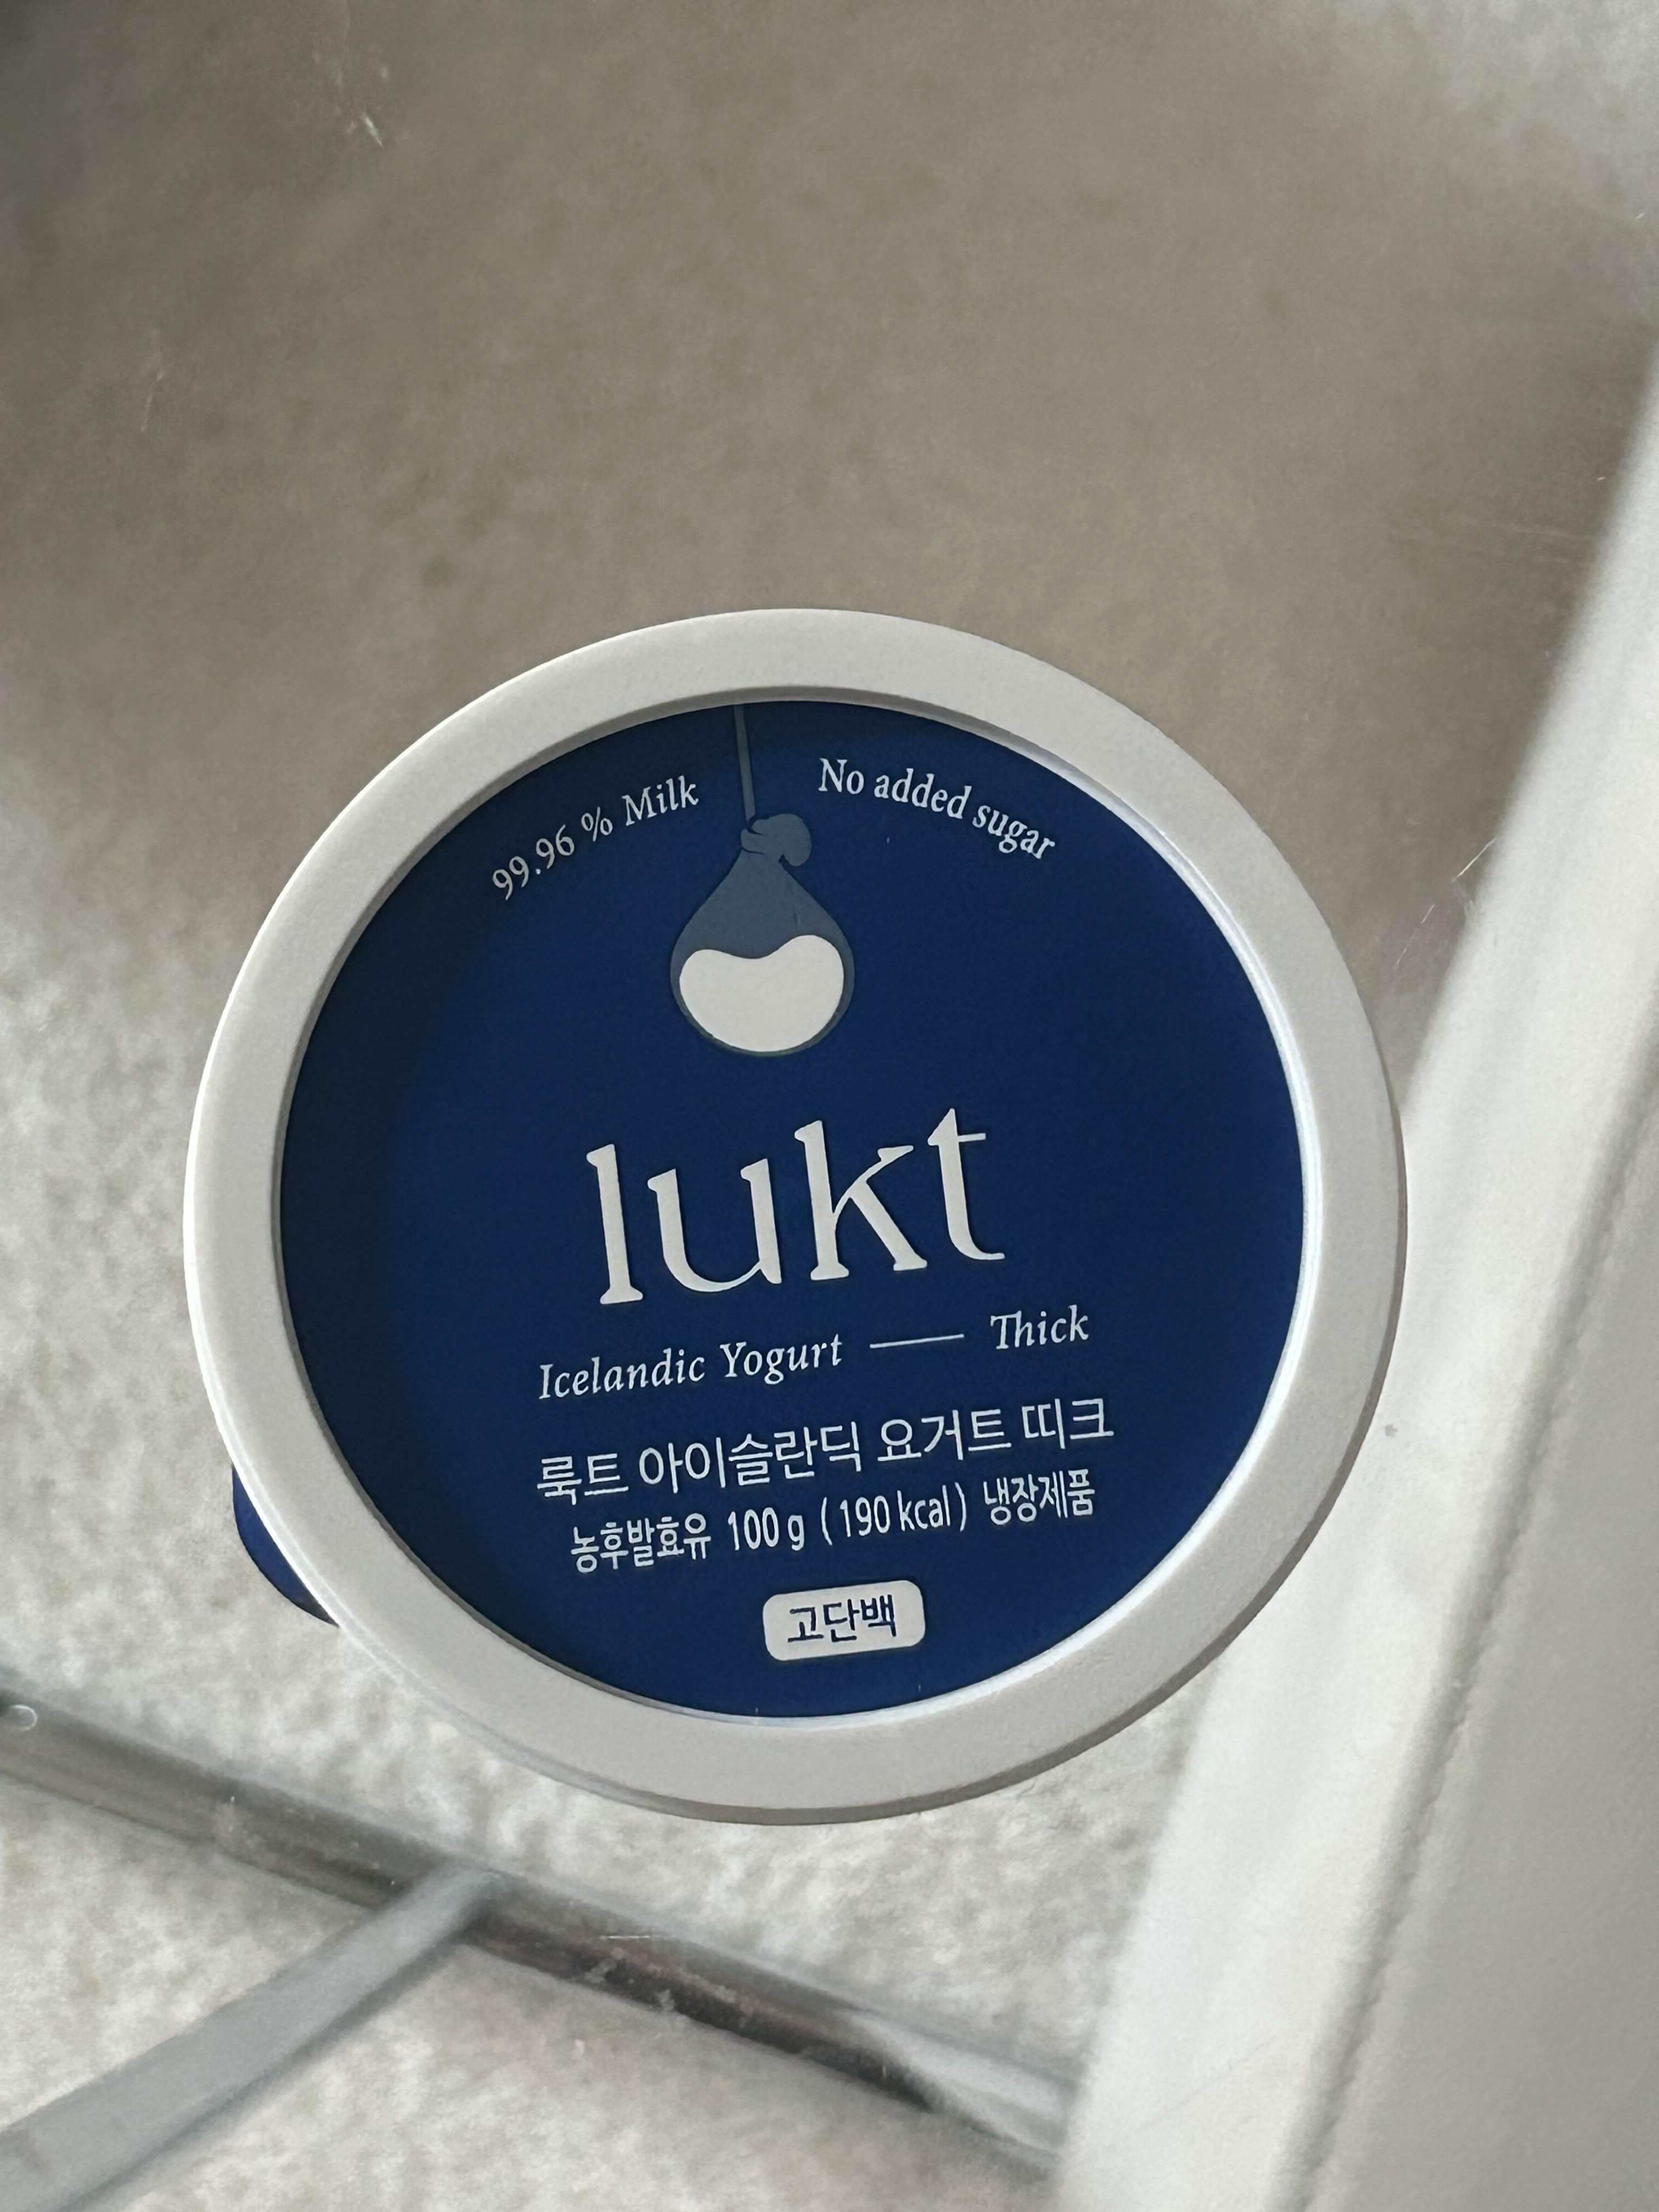 99.96 % Milk
No added sugar
lukt
Icelandic Yogurt — Thick
룩트 아이슬란딕 요거트 띠크
농후발효유 100 g (190 kcal) 냉장제품
고단백